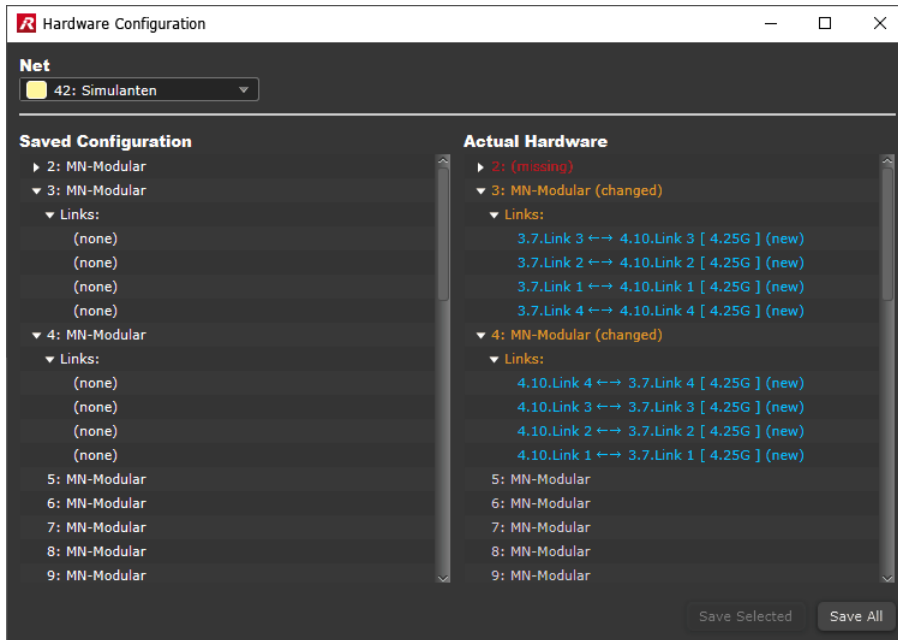 Hardware Configuration
Net
42: Simulanten
Saved Configuration
2: MN-Modular
3: MN-Modular
Links:
(none)
(none)
(none)
(none)
4: MN-Modular
Links:
(none)
(none)
(none)
(none)
5: MN-Modular
6: MN-Modular
7: MN-Modular
8: MN-Modular
9: MN-Modular
Actual Hardware
2: (missing)
3: MN-Modular (changed)
Links:
3.7.Link 3 ←→ 4.10.Link 3 [ 4.25G ] (new)
3.7.Link 2 ←→ 4.10.Link 2 [ 4.25G ] (new)
3.7.Link 1 ←→ 4.10.Link 1 [ 4.25G ] (new)
3.7.Link 4 ←→ 4.10.Link 4 [ 4.25G ] (new)
4: MN-Modular (changed)
Links:
4.10.Link 4 ←→ 3.7.Link 4 [ 4.25G ] (new)
4.10.Link 3 ←→ 3.7.Link 3 [ 4.25G ] (new)
4.10.Link 2 ←→ 3.7.Link 2 [ 4.25G ] (new)
4.10.Link 1 ←→ 3.7.Link 1 [ 4.25G ] (new)
5: MN-Modular
6: MN-Modular
7: MN-Modular
8: MN-Modular
9: MN-Modular
Save Selected
Save All